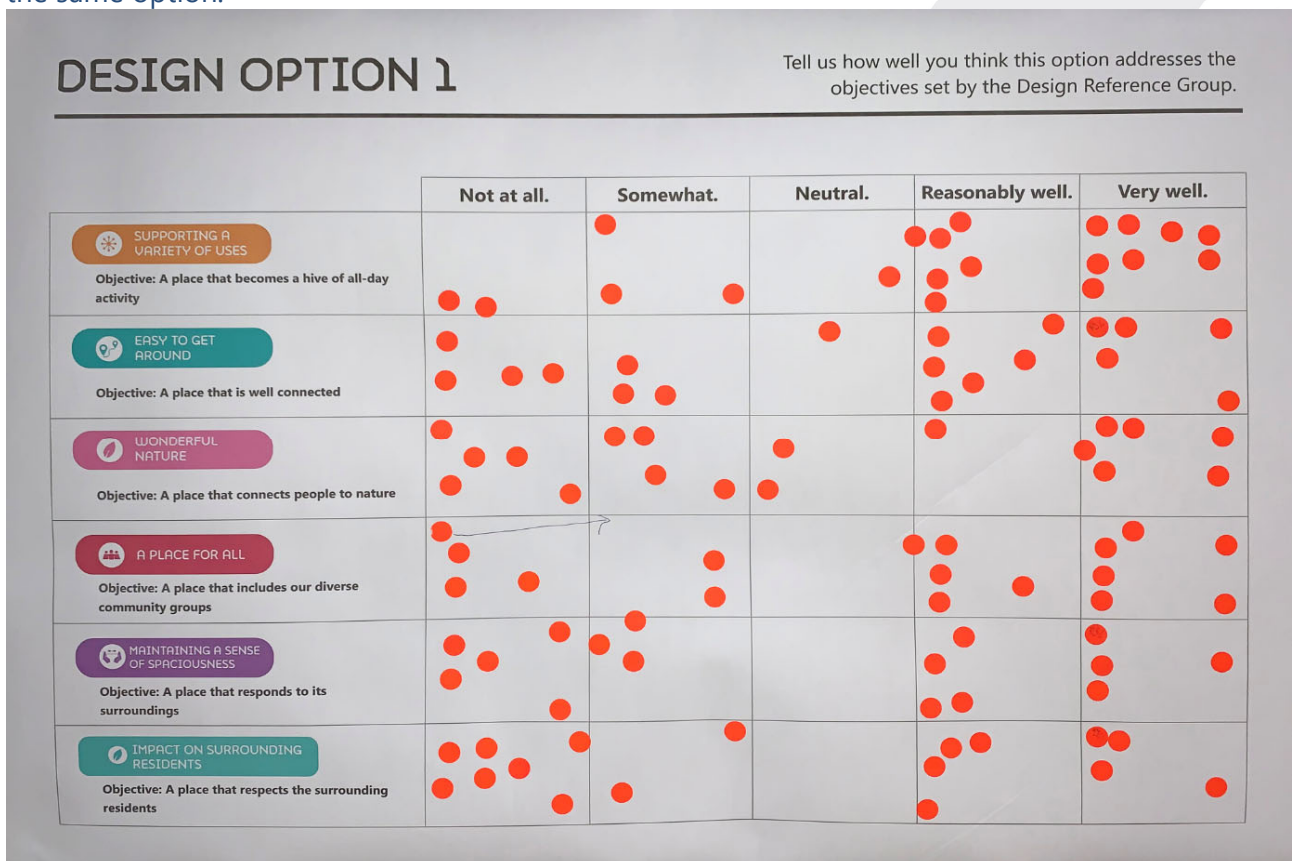 the same option.
DESIGN OPTION 1
Tell us how well you think this option addresses the
objectives set by the Design Reference Group.
Not at all. Somewhat. Neutral. Reasonably well. Very well.
SUPPORTING A
VARIETY OF USES
Objective: A place that becomes a hive of all-day
activity
EASY TO GET
AROUND
Objective: A place that is well connected
WONDERFUL
NATURE
Objective: A place that connects people to nature
A PLACE FOR ALL
Objective: A place that includes our diverse
community groups
MAINTAINING A SENSE
OF SPACIOUSNESS
Objective: A place that responds to its
surroundings
IMPACT ON SURROUNDING
RESIDENTS
Objective: A place that respects the surrounding
residents